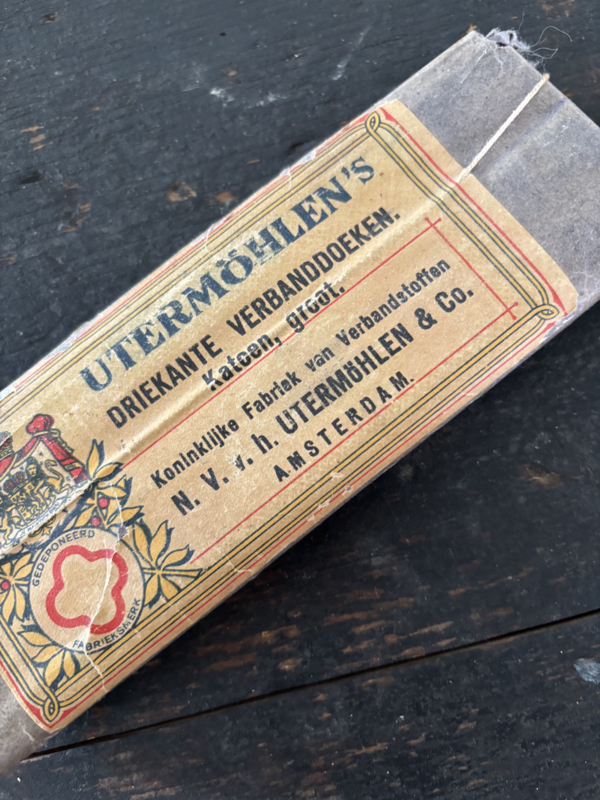 UTERMÖHLEN'S
DRIEKANTE VERBANDDOEKEN.
Katoen, groot.
Koninklijke Fabriek van Verbandstoffen
N. V. v. h. UTERMÖHLEN & Co.
AMSTERDAM.
GEDEPONEERD
FABRIEKSMERK